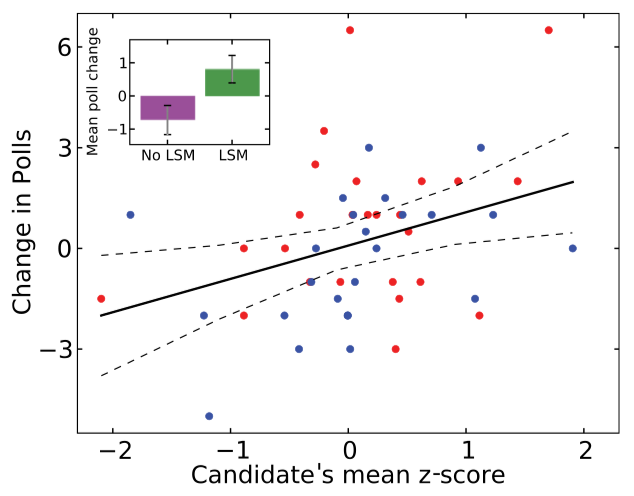 Change in Polls
6
3
0
−3
−2
−1
0
1
2
Candidate's mean z-score
Mean poll change
1
0
−1
No LSM
LSM